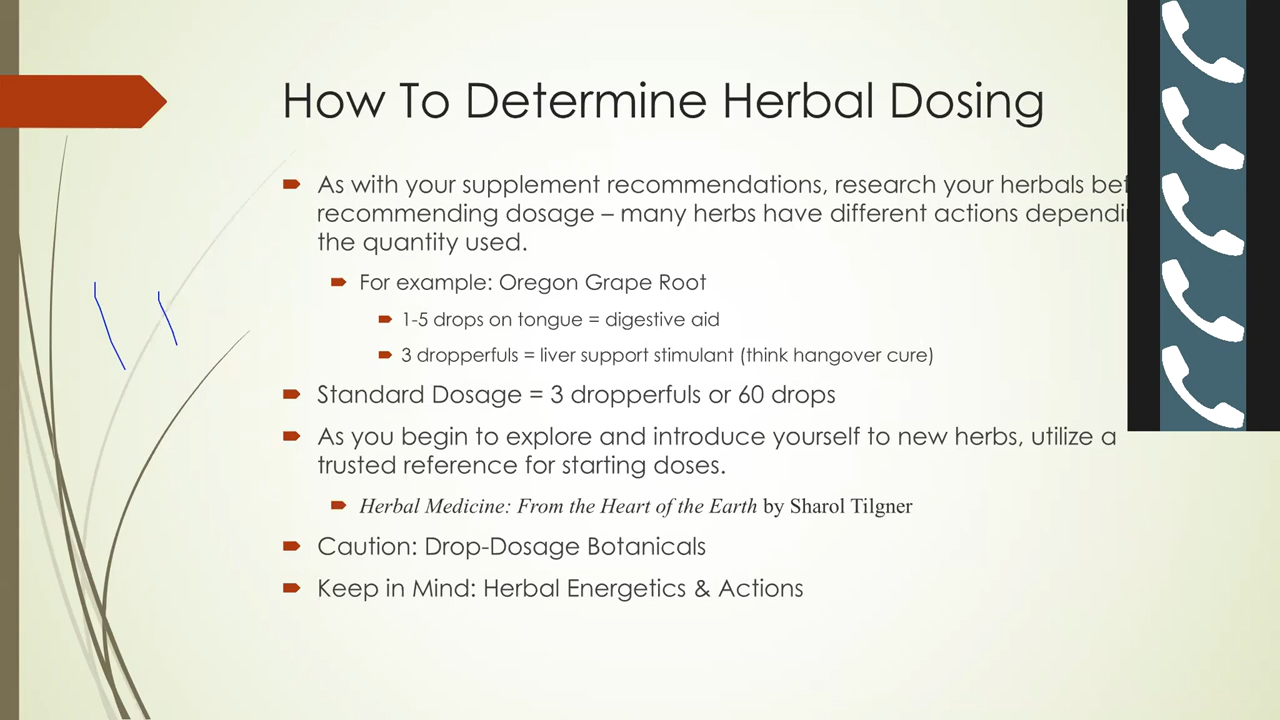 How To Determine Herbal Dosing
As with your supplement recommendations, research your herbals
recommending dosage – many herbs have different actions
the quantity used.
For example: Oregon Grape Root
1-5 drops on tongue = digestive aid
3 dropperfuls = liver support stimulant (think hangover cure)
Standard Dosage = 3 dropperfuls or 60 drops
As you begin to explore and introduce yourself to new herbs, utilize a
trusted reference for starting doses.
Herbal Medicine: From the Heart of the Earth by Sharol Tilgner
Caution: Drop-Dosage Botanicals
Keep in Mind: Herbal Energetics & Actions